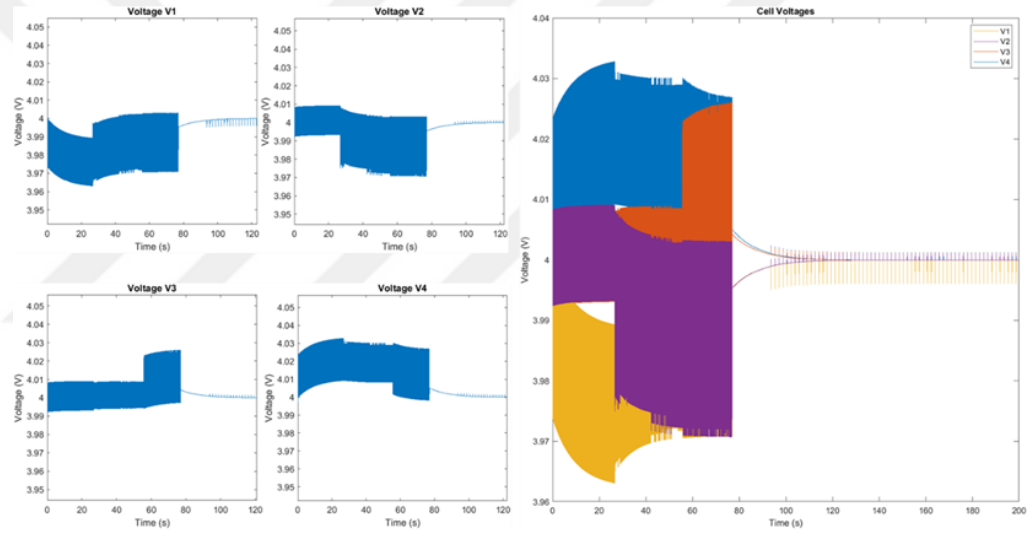 Voltage V1
Voltage (V)
4.05
4.04
4.03
4.02
4.01
4
3.99
3.98
3.97
3.96
3.95
0 20 40 60 80 100 120
Time (s)
Voltage V2
Voltage (V)
4.05
4.04
4.03
4.02
4.01
4
3.99
3.98
3.97
3.96
3.95
0 20 40 60 80 100 120
Time (s)
Voltage V3
Voltage (V)
4.05
4.04
4.03
4.02
4.01
4
3.99
3.98
3.97
3.96
3.95
0 20 40 60 80 100 120
Time (s)
Voltage V4
Voltage (V)
4.05
4.04
4.03
4.02
4.01
4
3.99
3.98
3.97
3.96
3.95
0 20 40 60 80 100 120
Time (s)
Cell Voltages
V1
V2
V3
V4
Voltage (V)
4.04
4.03
4.02
4.01
4
3.99
3.98
3.97
3.96
0 20 40 60 80 100 120 140 160 180 200
Time (s)